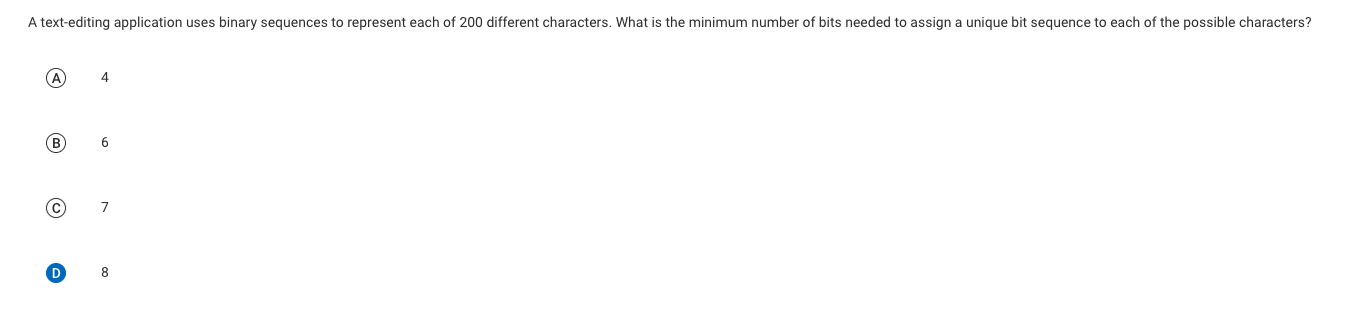 A text-editing application uses binary sequences to represent each of 200 different characters. What is the minimum number of bits needed to assign a unique bit sequence to each of the possible characters?
A 4
B 6
C 7
D 8